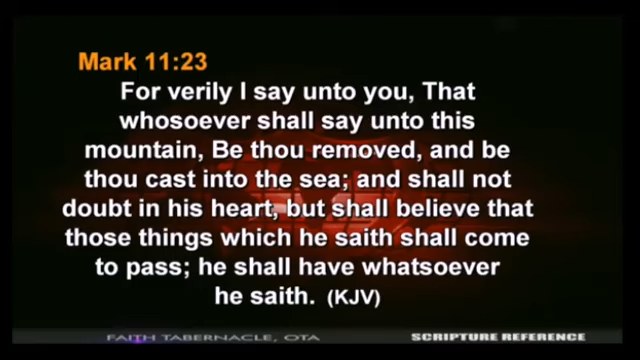 Mark 11:23
For verily I say unto you, That
whosoever shall say unto this
mountain, Be thou removed, and be
thou cast into the sea; and shall not
doubt in his heart, but shall believe that
those things which he saith shall come
to pass; he shall have whatsoever
he saith. (KJV)
FAITH TABERNACLE, OTA
SCRIPTURE REFERENCE